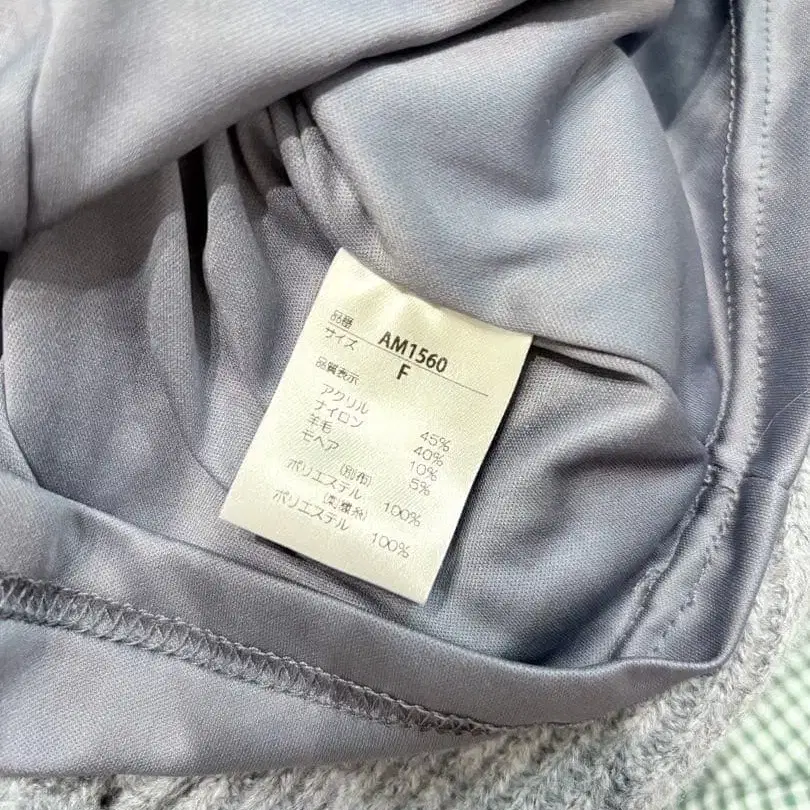 品番 AM1560
サイズ F
品質表示
アクリル 45%
ナイロン 40%
羊毛 10%
モヘア 5%
(別布)
ポリエステル 100%
(刺繍糸)
ポリエステル 100%